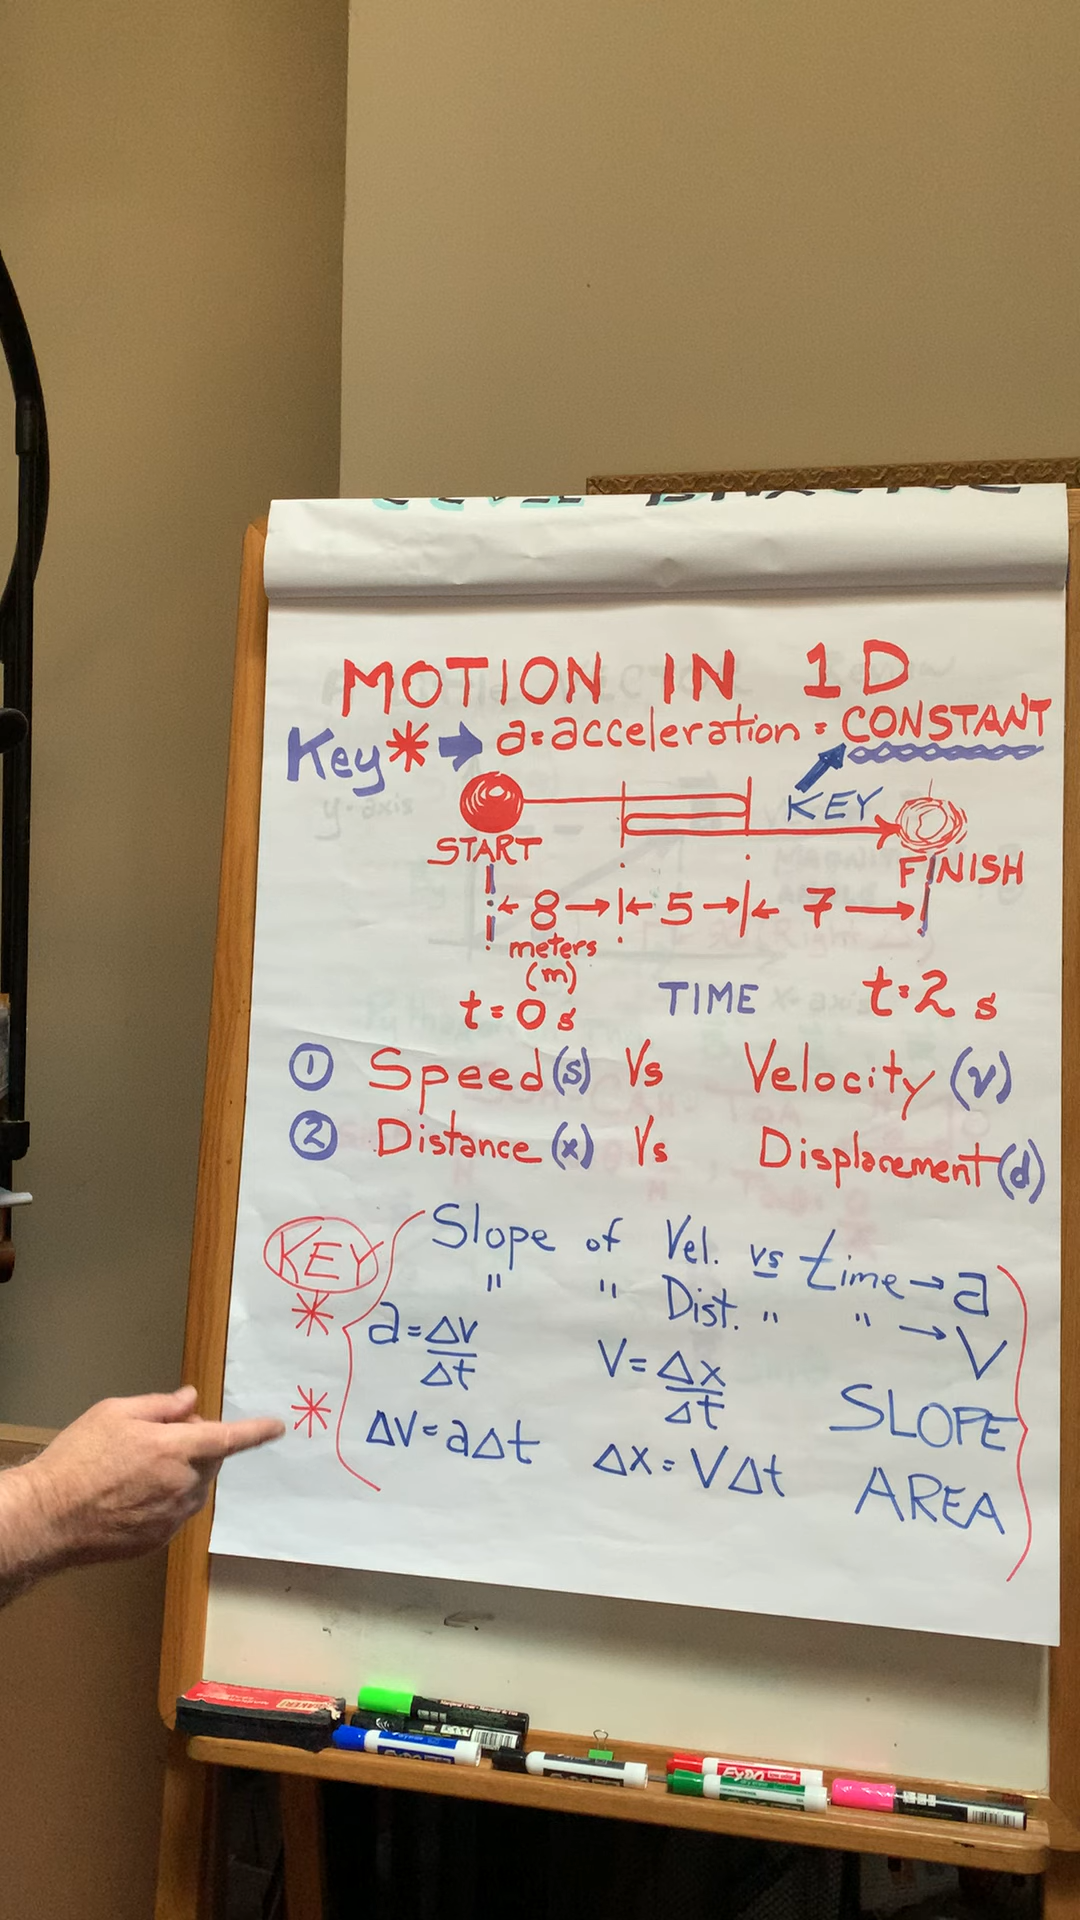 MOTION IN 1D
Key * → a = acceleration = CONSTANT
KEY
START
FINISH
← 8 → |← 5 →|← 7 →
meters
(m)
t = 0 s TIME t = 2 s
① Speed (s) Vs Velocity (v)
② Distance (x) Vs Displacement (d)
KEY Slope of Vel. vs time → a
" " Dist. " " → V
* a = Δv/Δt V = Δx/Δt SLOPE
* ΔV = aΔt Δx = VΔt AREA
EXPO